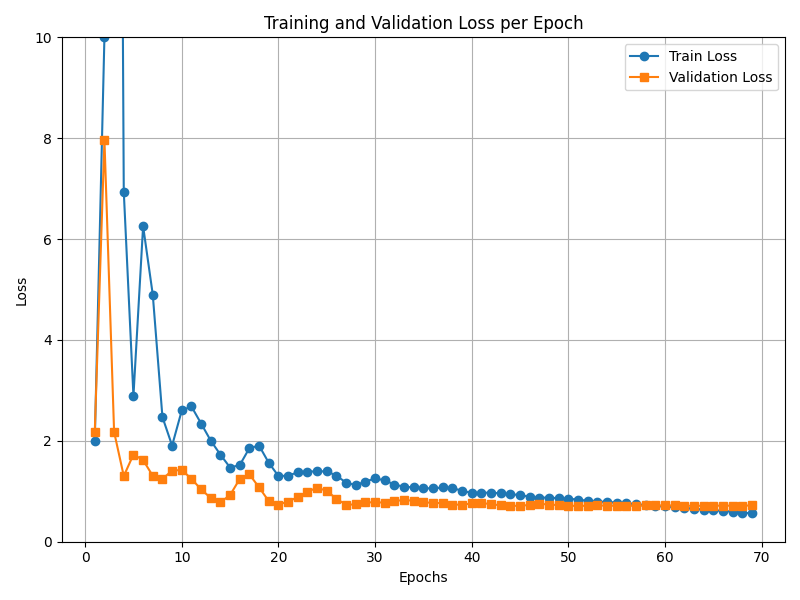 Training and Validation Loss per Epoch
Train Loss
Validation Loss
Loss
10
8
6
4
2
0
0 10 20 30 40 50 60 70
Epochs